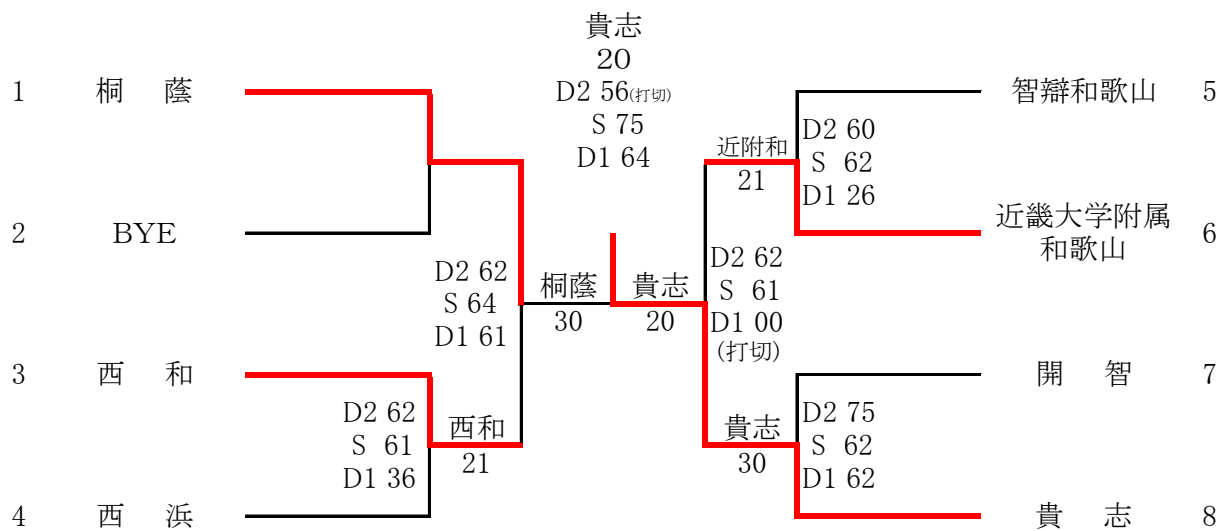 貴志
20
D2 56(打切)
S 75
D1 64
1 桐 蔭
2 BYE
3 西 和
4 西 浜
D2 62
S 61
D1 36
西和
21
D2 62
S 64
D1 61
桐蔭
30
貴志
20
D2 62
S 61
D1 00
(打切)
近附和
21
D2 60
S 62
D1 26
貴志
30
D2 75
S 62
D1 62
智辯和歌山 5
近畿大学附属
和歌山 6
開 智 7
貴 志 8